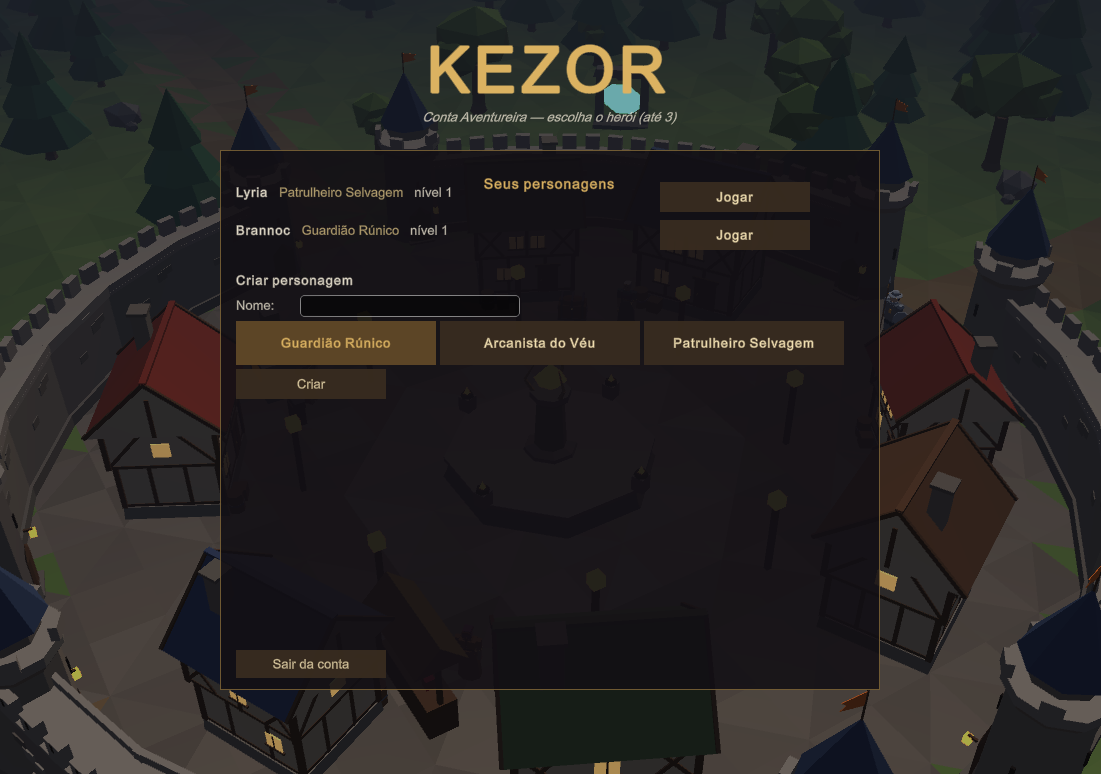 KEZOR
Conta Aventureira — escolha o herói (até 3)
Seus personagens
Lyria Patrulheiro Selvagem nível 1 Jogar
Brannoc Guardião Rúnico nível 1 Jogar
Criar personagem
Nome:
Guardião Rúnico Arcanista do Véu Patrulheiro Selvagem
Criar
Sair da conta